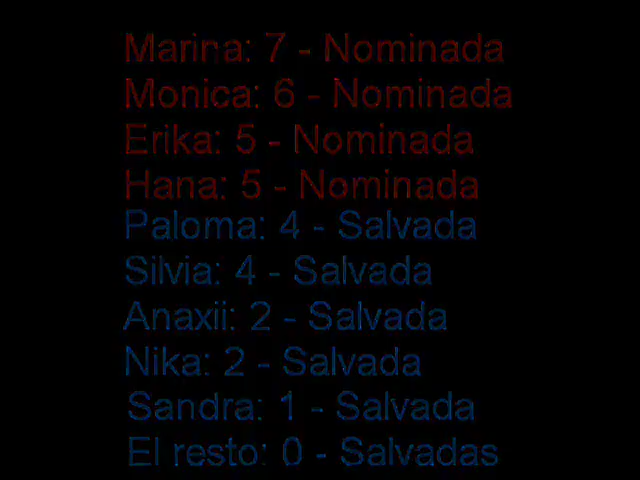 Marina: 7 - Nominada
Monica: 6 - Nominada
Erika: 5 - Nominada
Hana: 5 - Nominada
Paloma: 4 - Salvada
Silvia: 4 - Salvada
Anaxii: 2 - Salvada
Nika: 2 - Salvada
Sandra: 1 - Salvada
El resto: 0 - Salvadas